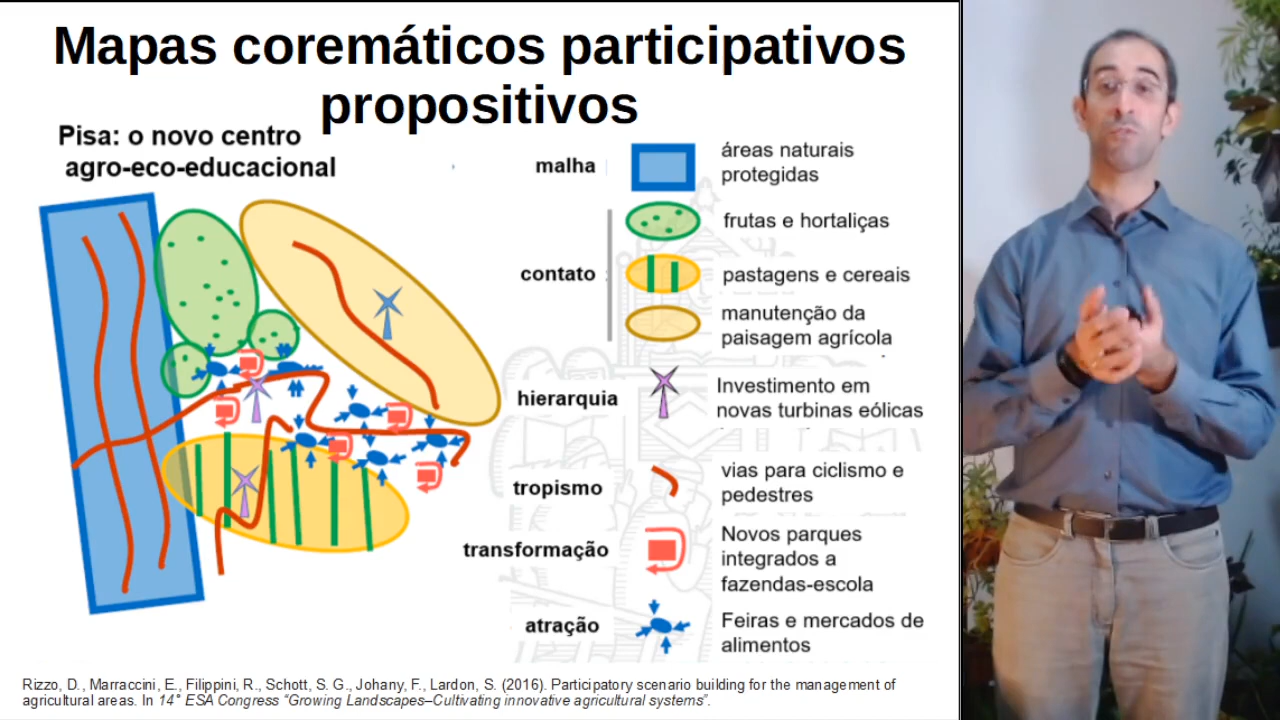 Mapas coremáticos participativos
propositivos
Pisa: o novo centro
agro-eco-educacional
malha
áreas naturais
protegidas
frutas e hortaliças
contato
pastagens e cereais
manutenção da
paisagem agrícola
hierarquia
Investimento em
novas turbinas eólicas
tropismo
vias para ciclismo e
pedestres
transformação
Novos parques
integrados a
fazendas-escola
atração
Feiras e mercados de
alimentos
Rizzo, D., Marraccini, E., Filippini, R., Schott, S. G., Johany, F., Lardon, S. (2016). Participatory scenario building for the management of
agricultural areas. In 14° ESA Congress “Growing Landscapes–Cultivating innovative agricultural systems”.